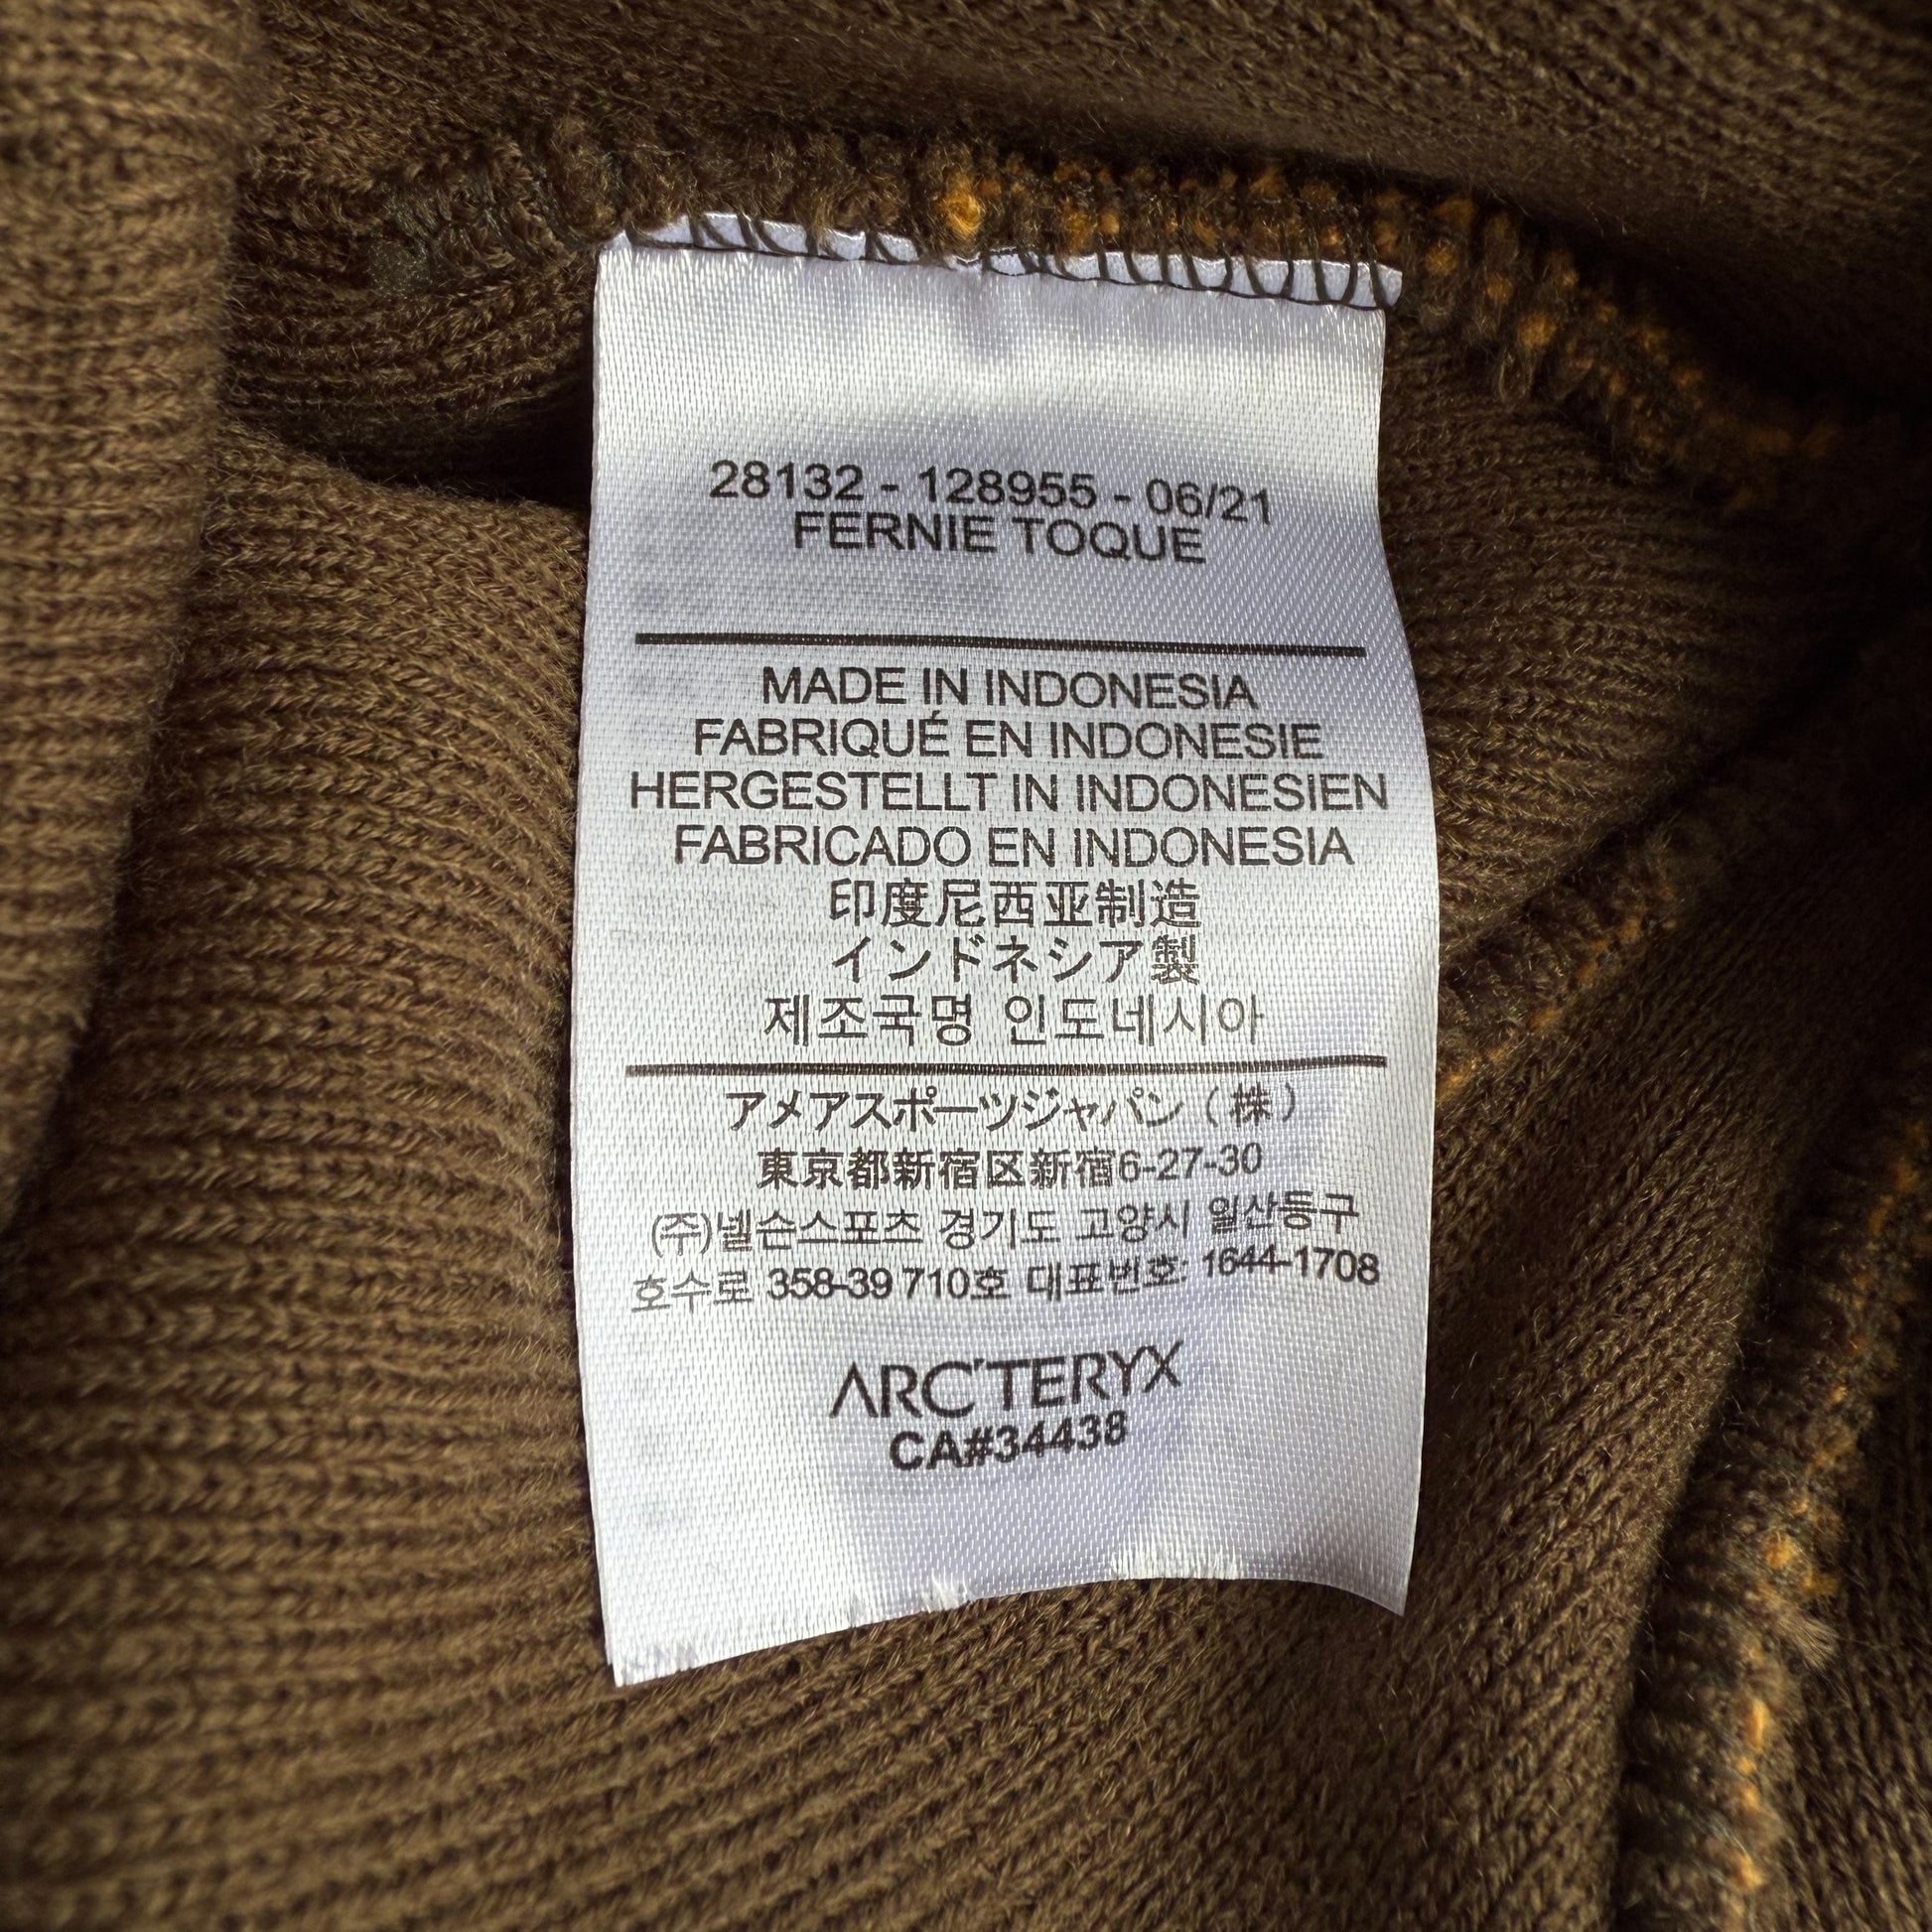 28132 - 128955 - 06/21
FERNIE TOQUE
MADE IN INDONESIA
FABRIQUÉ EN INDONESIE
HERGESTELLT IN INDONESIEN
FABRICADO EN INDONESIA
印度尼西亚制造
インドネシア製
제조국명 인도네시아
アメアスポーツジャパン（株）
東京都新宿区新宿6-27-30
(주)넬슨스포츠 경기도 고양시 일산동구
호수로 358-39 710호 대표번호: 1644-1708
ARC'TERYX
CA#34438